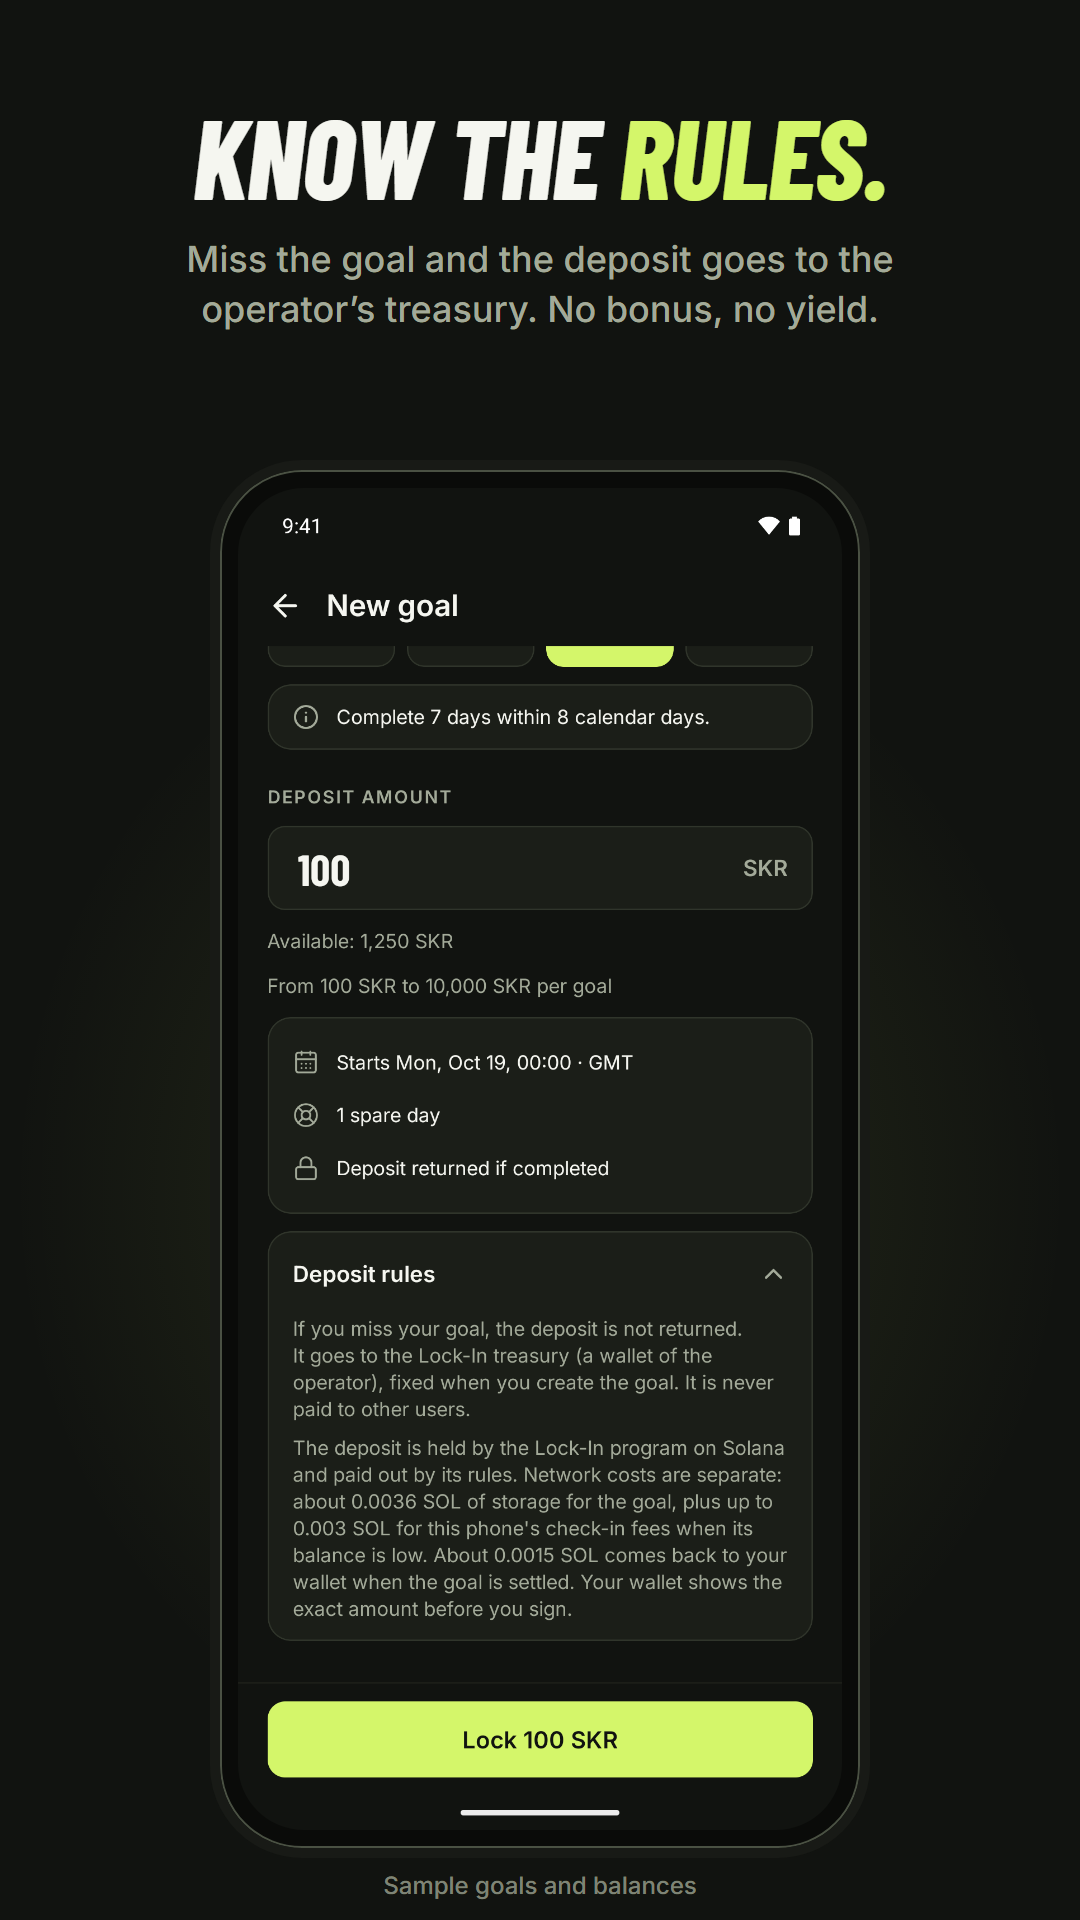 KNOW THE RULES.
Miss the goal and the deposit goes to the
operator’s treasury. No bonus, no yield.
9:41
New goal
Complete 7 days within 8 calendar days.
DEPOSIT AMOUNT
100 SKR
Available: 1,250 SKR
From 100 SKR to 10,000 SKR per goal
Starts Mon, Oct 19, 00:00 · GMT
1 spare day
Deposit returned if completed
Deposit rules
If you miss your goal, the deposit is not returned.
It goes to the Lock-In treasury (a wallet of the
operator), fixed when you create the goal. It is never
paid to other users.
The deposit is held by the Lock-In program on Solana
and paid out by its rules. Network costs are separate:
about 0.0036 SOL of storage for the goal, plus up to
0.003 SOL for this phone's check-in fees when its
balance is low. About 0.0015 SOL comes back to your
wallet when the goal is settled. Your wallet shows the
exact amount before you sign.
Lock 100 SKR
Sample goals and balances